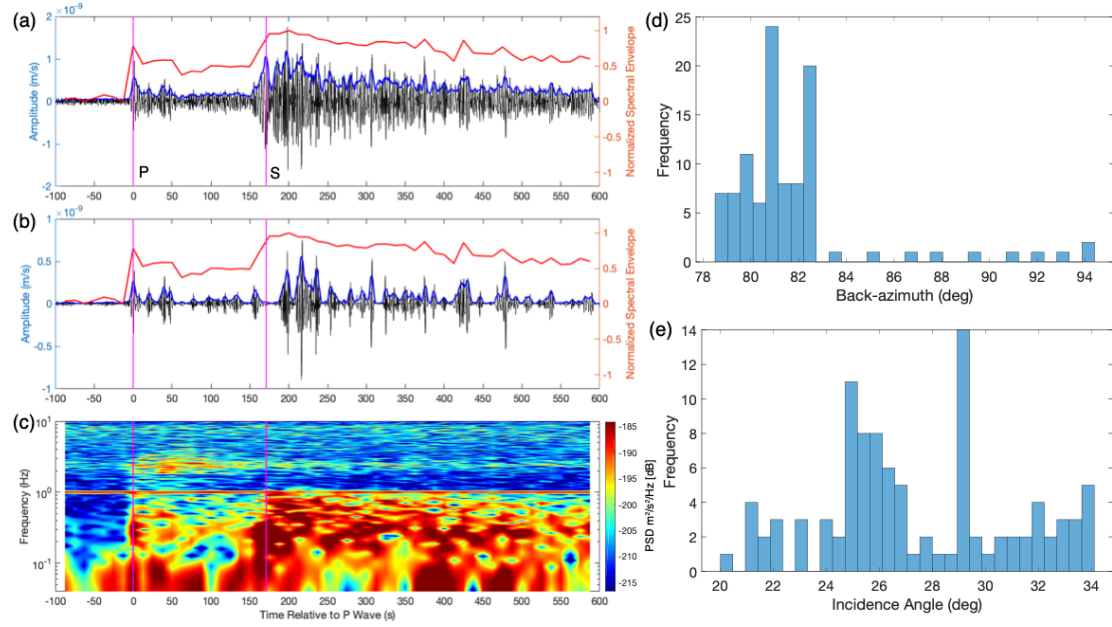 (a)
×10⁻⁹
2
1
0
-1
-2
Amplitude (m/s)
1
0.5
0
-0.5
-1
Normalized Spectral Envelope
P
S
-100 -50 0 50 100 150 200 250 300 350 400 450 500 550 600
(b)
×10⁻⁹
1
0.5
0
-0.5
-1
Amplitude (m/s)
1
0.5
0
-0.5
-1
Normalized Spectral Envelope
-100 -50 0 50 100 150 200 250 300 350 400 450 500 550 600
(c)
10¹
10⁰
10⁻¹
Frequency (Hz)
-185
-190
-195
-200
-205
-210
-215
PSD m²/s²/Hz [dB]
-100 -50 0 50 100 150 200 250 300 350 400 450 500 550 600
Time Relative to P Wave (s)
(d)
25
20
15
10
5
0
Frequency
78 80 82 84 86 88 90 92 94
Back-azimuth (deg)
(e)
14
12
10
8
6
4
2
0
Frequency
20 22 24 26 28 30 32 34
Incidence Angle (deg)